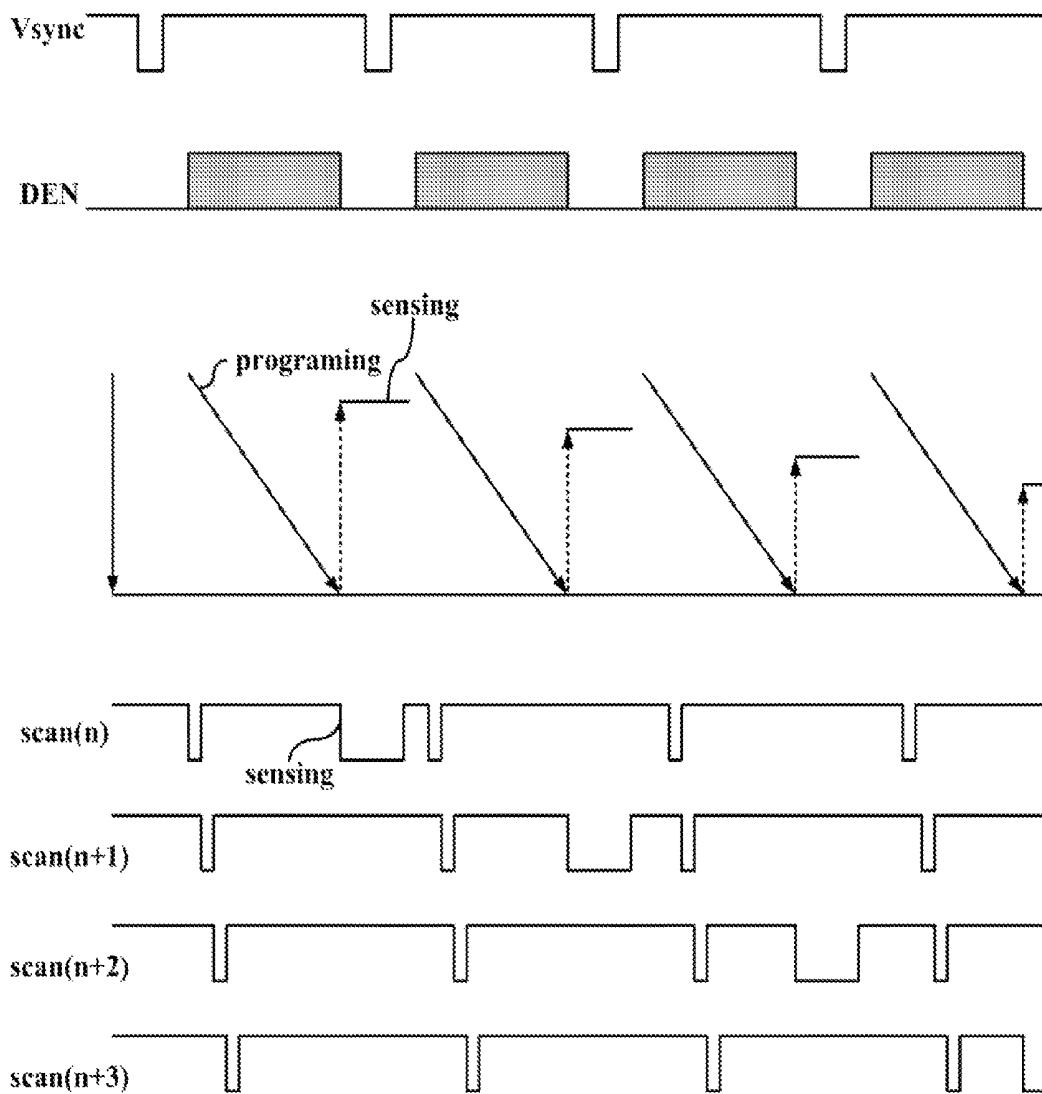 Vsync
DEN
sensing
programing
scan(n)
sensing
scan(n+1)
scan(n+2)
scan(n+3)